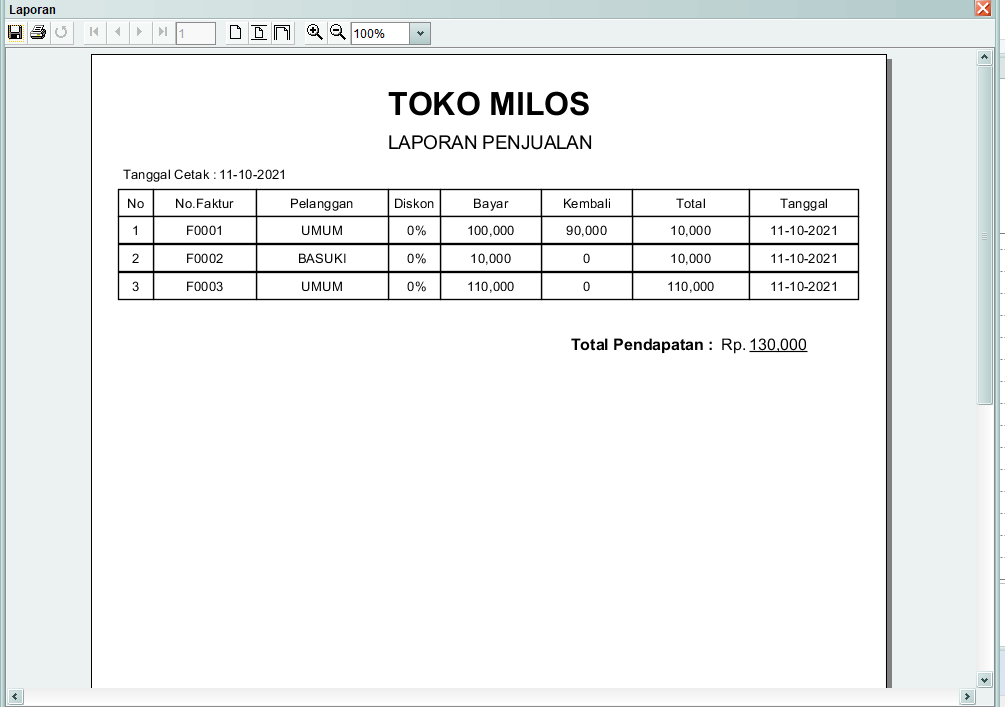 Laporan
1
100%
TOKO MILOS
LAPORAN PENJUALAN
Tanggal Cetak : 11-10-2021
No No.Faktur Pelanggan Diskon Bayar Kembali Total Tanggal
1 F0001 UMUM 0% 100,000 90,000 10,000 11-10-2021
2 F0002 BASUKI 0% 10,000 0 10,000 11-10-2021
3 F0003 UMUM 0% 110,000 0 110,000 11-10-2021
Total Pendapatan : Rp. 130,000